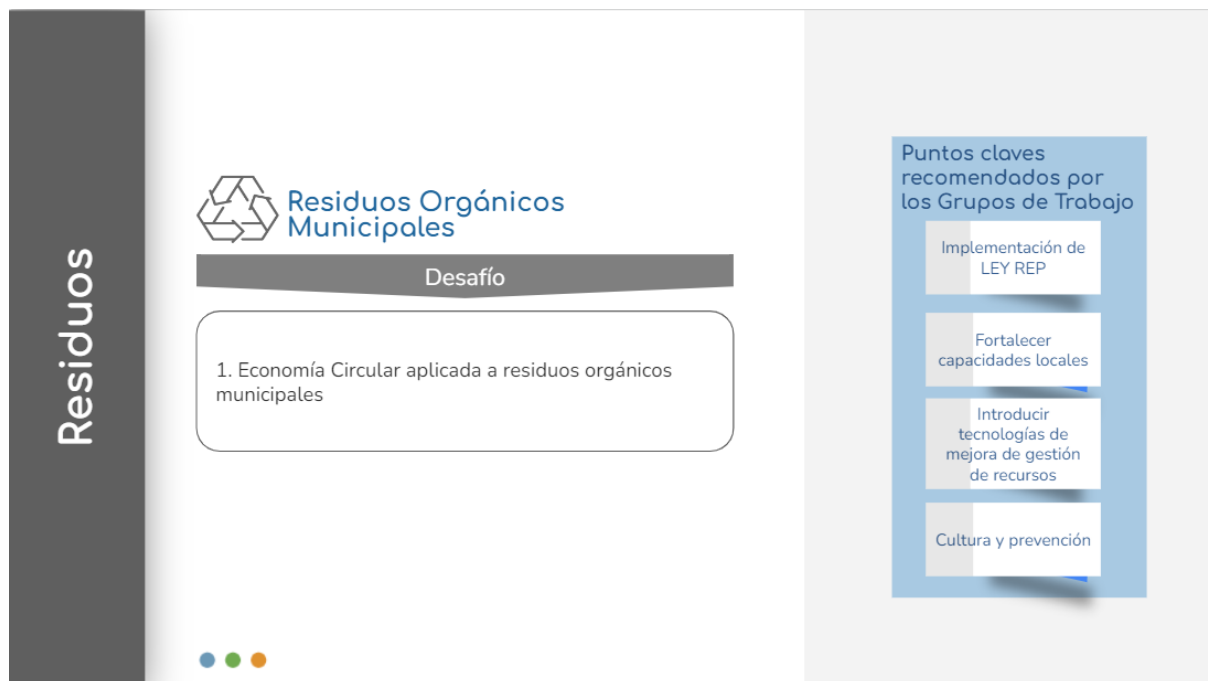 Residuos
Residuos Orgánicos
Municipales
Desafío
1. Economía Circular aplicada a residuos orgánicos
municipales
Puntos claves
recomendados por
los Grupos de Trabajo
Implementación de
LEY REP
Fortalecer
capacidades locales
Introducir
tecnologías de
mejora de gestión
de recursos
Cultura y prevención